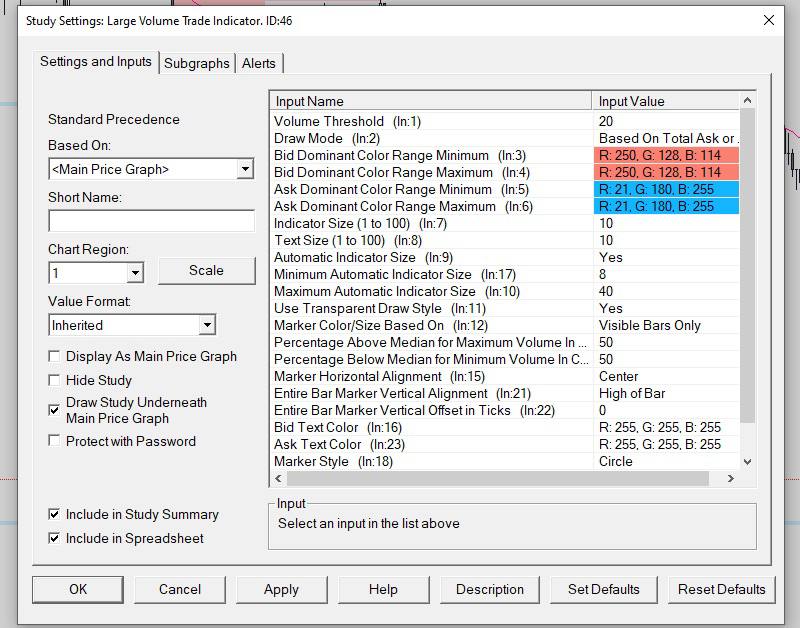 Study Settings: Large Volume Trade Indicator. ID:46
Settings and Inputs
Subgraphs
Alerts
Standard Precedence
Based On:
<Main Price Graph>
Short Name:
Chart Region:
1
Scale
Value Format:
Inherited
Display As Main Price Graph
Hide Study
Draw Study Underneath
Main Price Graph
Protect with Password
Include in Study Summary
Include in Spreadsheet
Input Name Input Value
Volume Threshold (In:1) 20
Draw Mode (In:2) Based On Total Ask or .
Bid Dominant Color Range Minimum (In:3) R: 250, G: 128, B: 114
Bid Dominant Color Range Maximum (In:4) R: 250, G: 128, B: 114
Ask Dominant Color Range Minimum (In:5) R: 21, G: 180, B: 255
Ask Dominant Color Range Maximum (In:6) R: 21, G: 180, B: 255
Indicator Size (1 to 100) (In:7) 10
Text Size (1 to 100) (In:8) 10
Automatic Indicator Size (In:9) Yes
Minimum Automatic Indicator Size (In:17) 8
Maximum Automatic Indicator Size (In:10) 40
Use Transparent Draw Style (In:11) Yes
Marker Color/Size Based On (In:12) Visible Bars Only
Percentage Above Median for Maximum Volume In ... 50
Percentage Below Median for Minimum Volume In C... 50
Marker Horizontal Alignment (In:15) Center
Entire Bar Marker Vertical Alignment (In:21) High of Bar
Entire Bar Marker Vertical Offset in Ticks (In:22) 0
Bid Text Color (In:16) R: 255, G: 255, B: 255
Ask Text Color (In:23) R: 255, G: 255, B: 255
Marker Style (In:18) Circle
Input
Select an input in the list above
OK
Cancel
Apply
Help
Description
Set Defaults
Reset Defaults